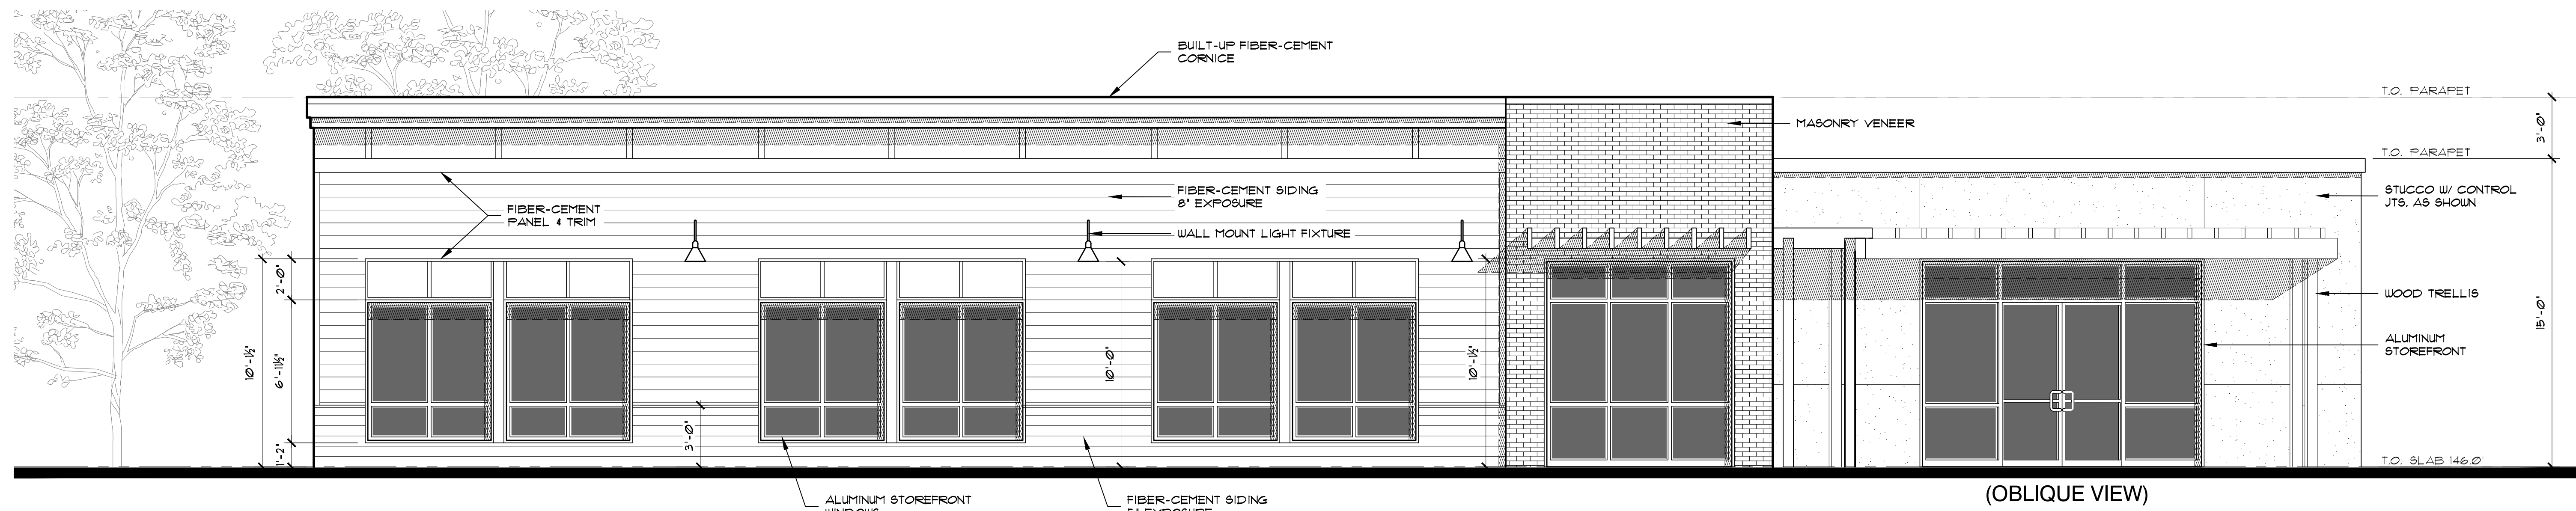 BUILT-UP FIBER-CEMENT
CORNICE
T.O. PARAPET
MASONRY VENEER
3'-0"
T.O. PARAPET
FIBER-CEMENT SIDING
8" EXPOSURE
STUCCO W/ CONTROL
JTS. AS SHOWN
FIBER-CEMENT
PANEL & TRIM
WALL MOUNT LIGHT FIXTURE
2'-0"
WOOD TRELLIS
10'-1½"
6'-11½"
10'-0"
10'-1½"
15'-0"
ALUMINUM
STOREFRONT
3'-0"
1'-2"
T.O. SLAB 146.0'
ALUMINUM STOREFRONT
WINDOWS
FIBER-CEMENT SIDING
EXPOSURE
(OBLIQUE VIEW)